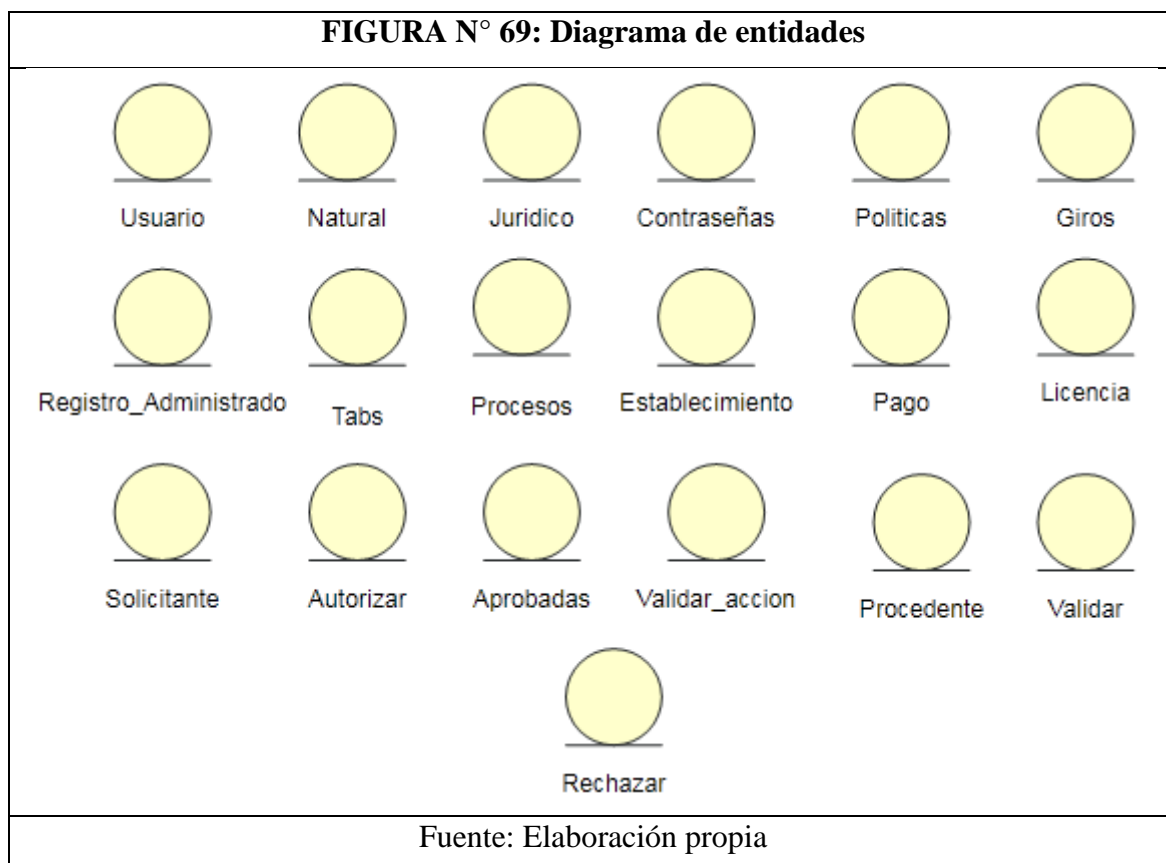 FIGURA N° 69: Diagrama de entidades
Usuario Natural Juridico Contraseñas Politicas Giros
Registro_Administrado Tabs Procesos Establecimiento Pago Licencia
Solicitante Autorizar Aprobadas Validar_accion Procedente Validar
Rechazar
Fuente: Elaboración propia